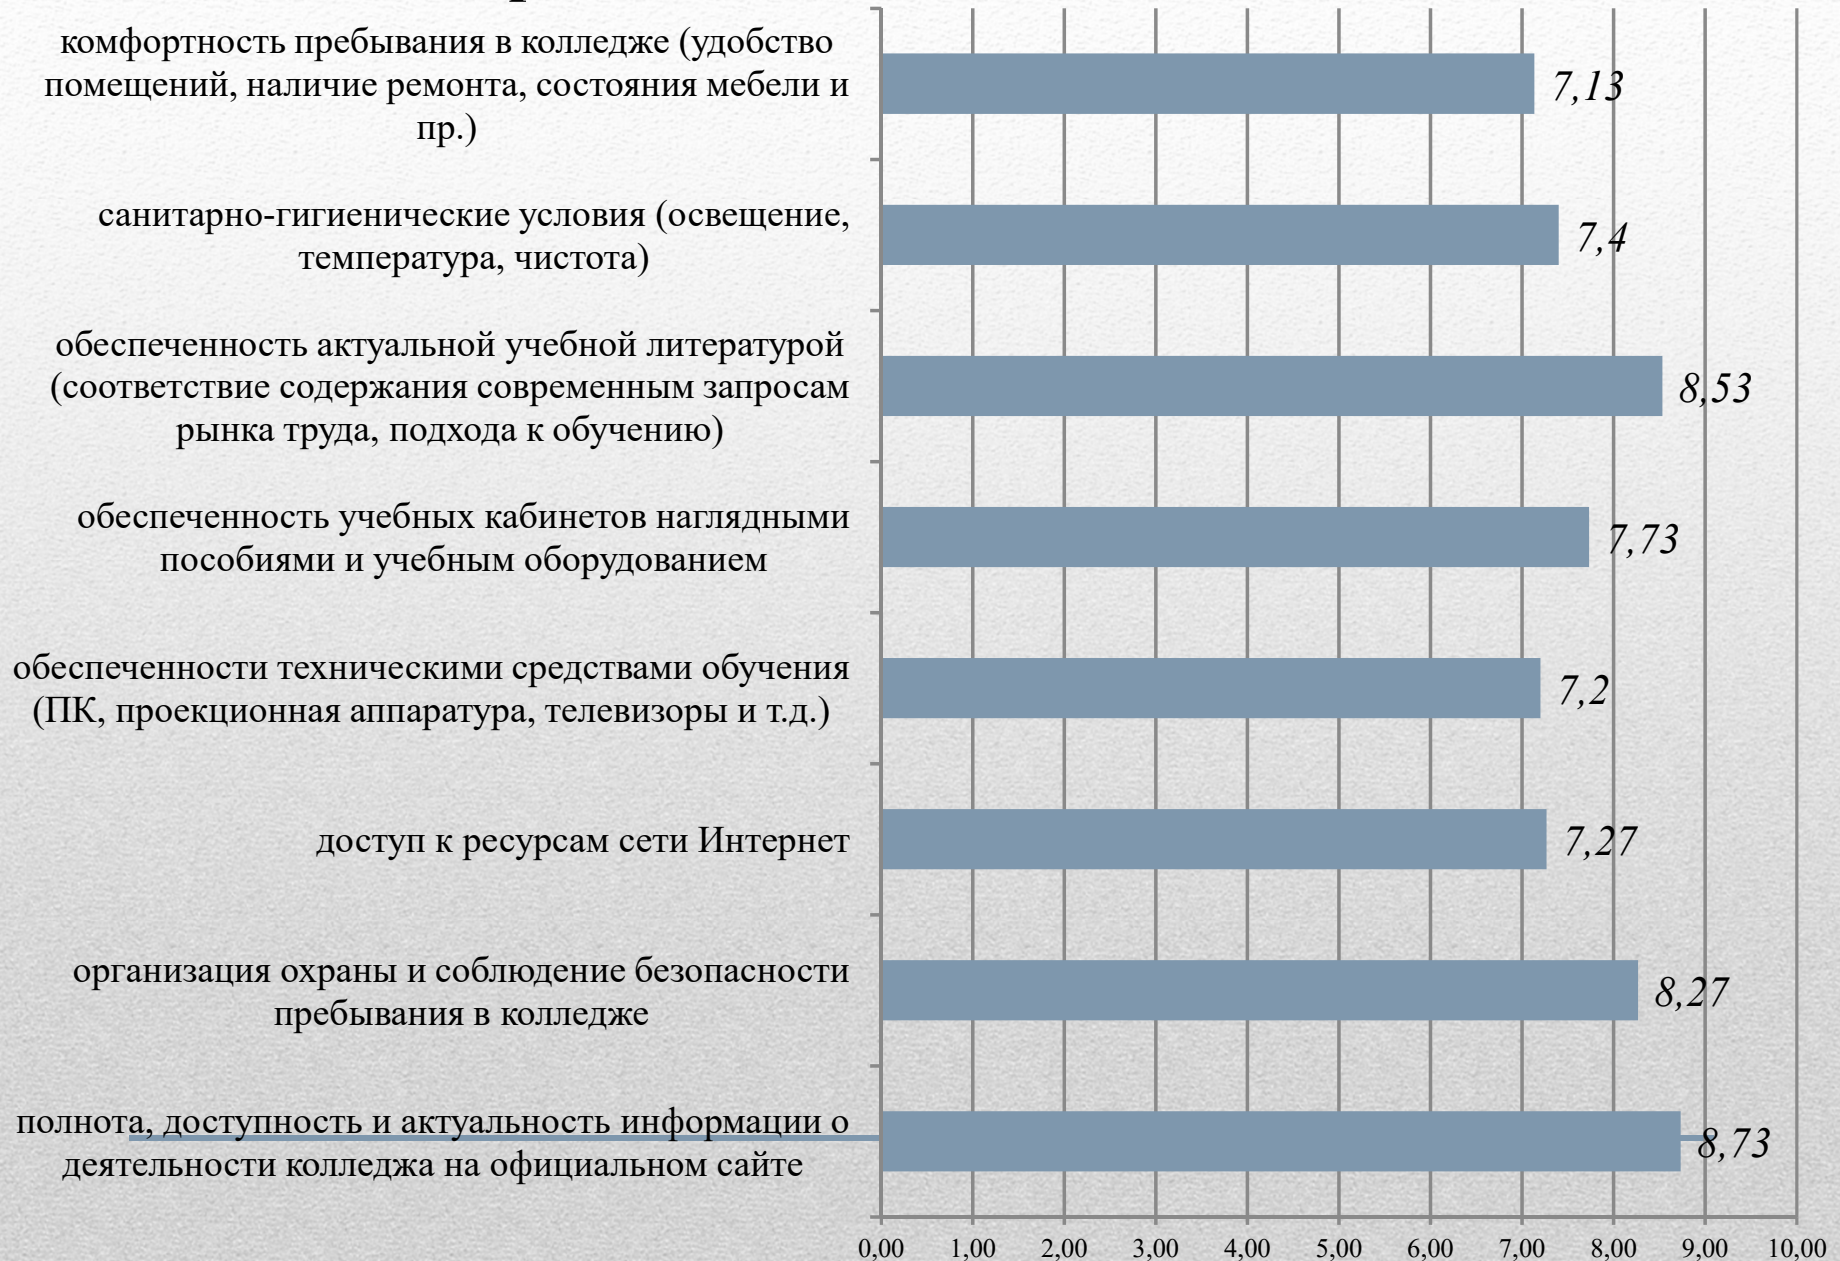 комфортность пребывания в колледже (удобство
помещений, наличие ремонта, состояния мебели и
пр.)
7,13
санитарно-гигиенические условия (освещение,
температура, чистота)
7,4
обеспеченность актуальной учебной литературой
(соответствие содержания современным запросам
рынка труда, подхода к обучению)
8,53
обеспеченность учебных кабинетов наглядными
пособиями и учебным оборудованием
7,73
обеспеченности техническими средствами обучения
(ПК, проекционная аппаратура, телевизоры и т.д.)
7,2
доступ к ресурсам сети Интернет
7,27
организация охраны и соблюдение безопасности
пребывания в колледже
8,27
полнота, доступность и актуальность информации о
деятельности колледжа на официальном сайте
8,73
0,00 1,00 2,00 3,00 4,00 5,00 6,00 7,00 8,00 9,00 10,00